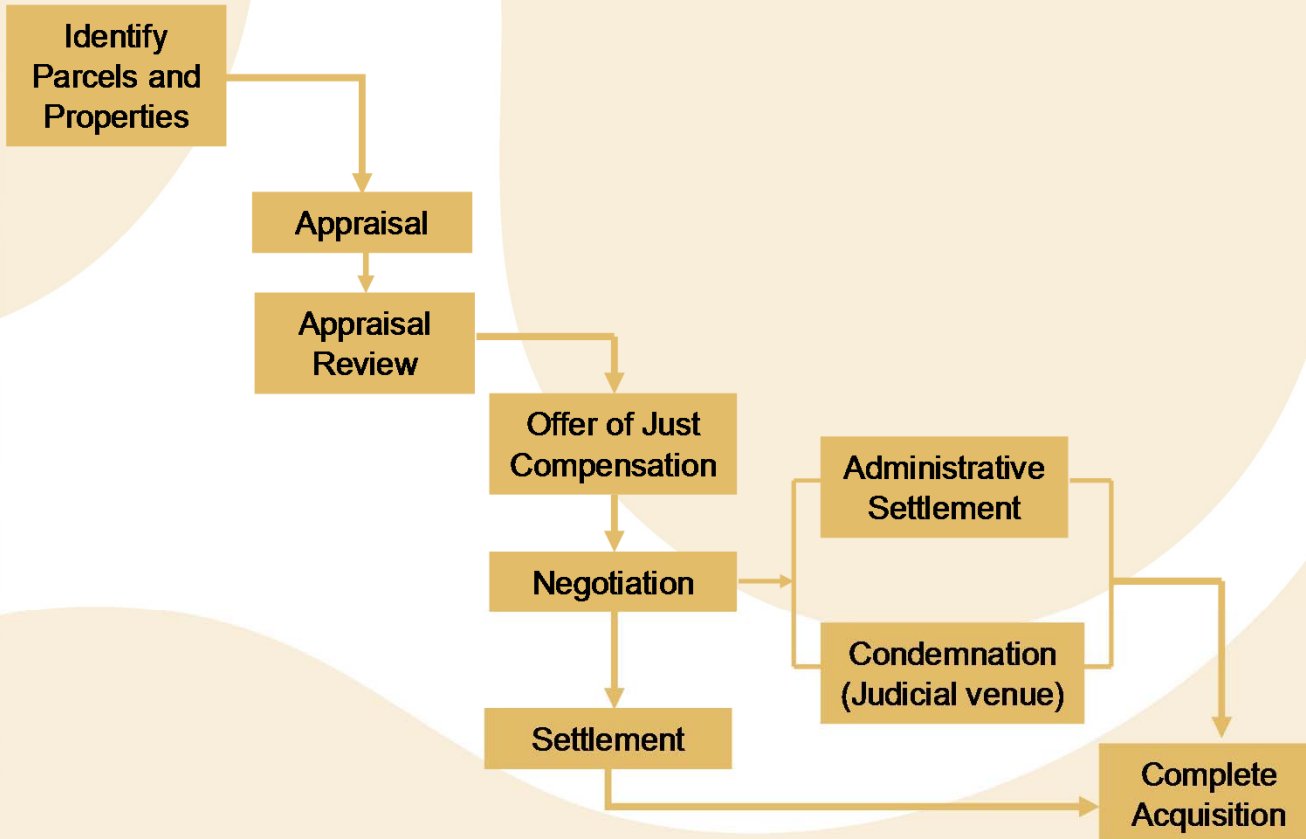 Identify
Parcels and
Properties
Appraisal
Appraisal
Review
Offer of Just
Compensation
Negotiation
Administrative
Settlement
Condemnation
(Judicial venue)
Settlement
Complete
Acquisition